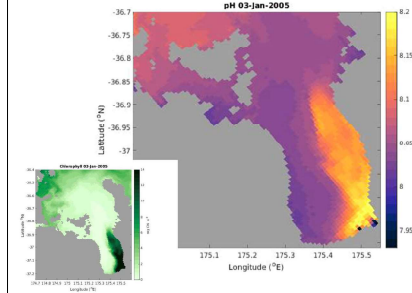 pH 03-Jan-2005
-36.7
-36.75
-36.8
-36.85
-36.9
-36.95
-37
Latitude (°N)
175.1 175.2 175.3 175.4 175.5
Longitude (°E)
8.2
8.15
8.1
8.05
8
7.95
Chlorophyll 03-Jan-2005
Latitude °N
Longitude °E